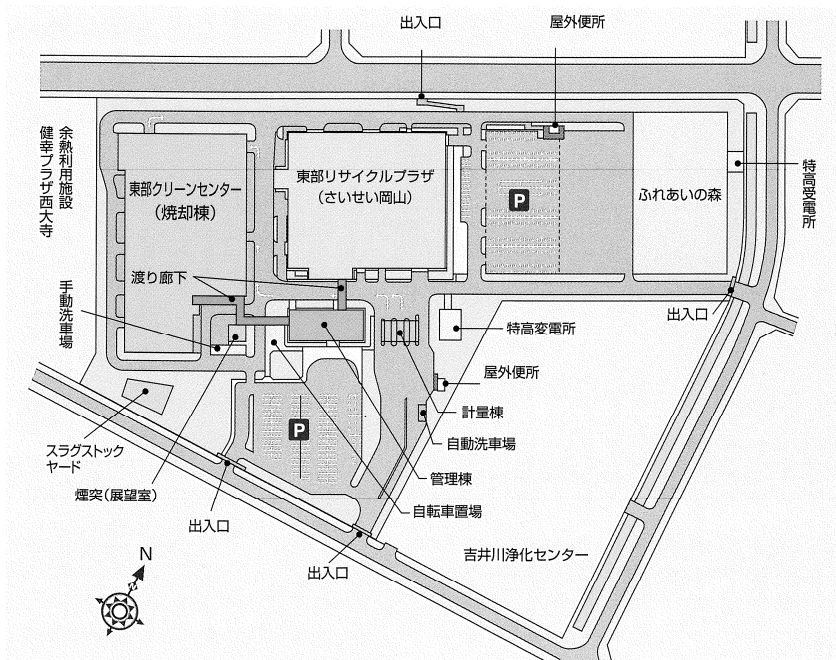 出入口
屋外便所
余熱利用施設
健幸プラザ西大寺
東部クリーンセンター
(焼却棟)
東部リサイクルプラザ
(さいせい岡山)
P
ふれあいの森
特高受電所
渡り廊下
手動洗車場
出入口
特高変電所
屋外便所
計量棟
自動洗車場
P
スラグストック
ヤード
管理棟
煙突(展望室)
自転車置場
出入口
出入口
吉井川浄化センター
N